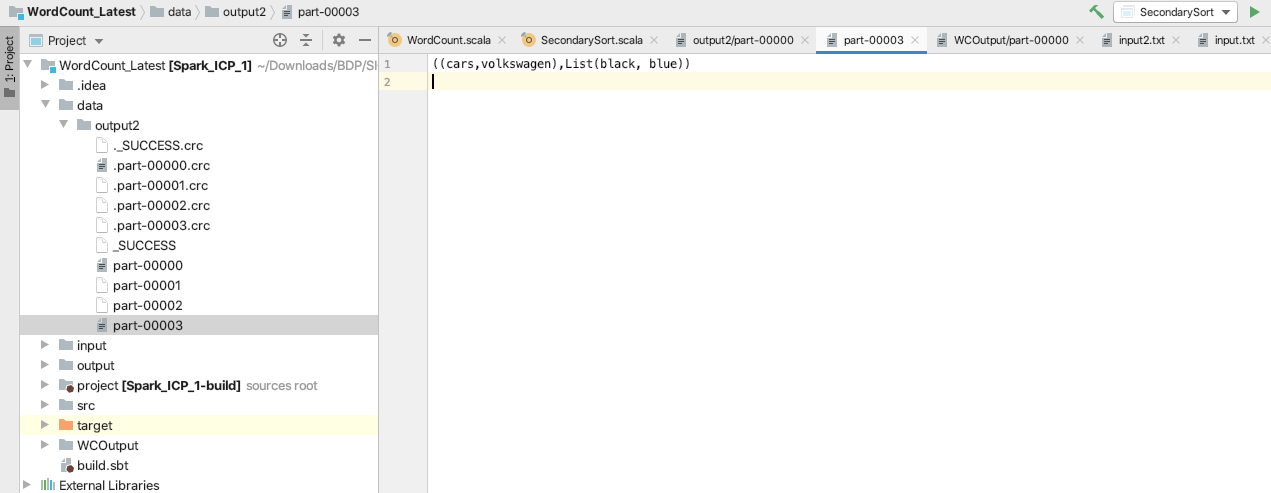 WordCount_Latest data output2 part-00003 SecondarySort
1: Project
Project
WordCount.scala SecondarySort.scala output2/part-00000 part-00003 WCOutput/part-00000 input2.txt input.txt
WordCount_Latest [Spark_ICP_1] ~/Downloads/BDP/
.idea
data
output2
._SUCCESS.crc
.part-00000.crc
.part-00001.crc
.part-00002.crc
.part-00003.crc
_SUCCESS
part-00000
part-00001
part-00002
part-00003
input
output
project [Spark_ICP_1-build] sources root
src
target
WCOutput
build.sbt
External Libraries
1 ((cars,volkswagen),List(black, blue))
2